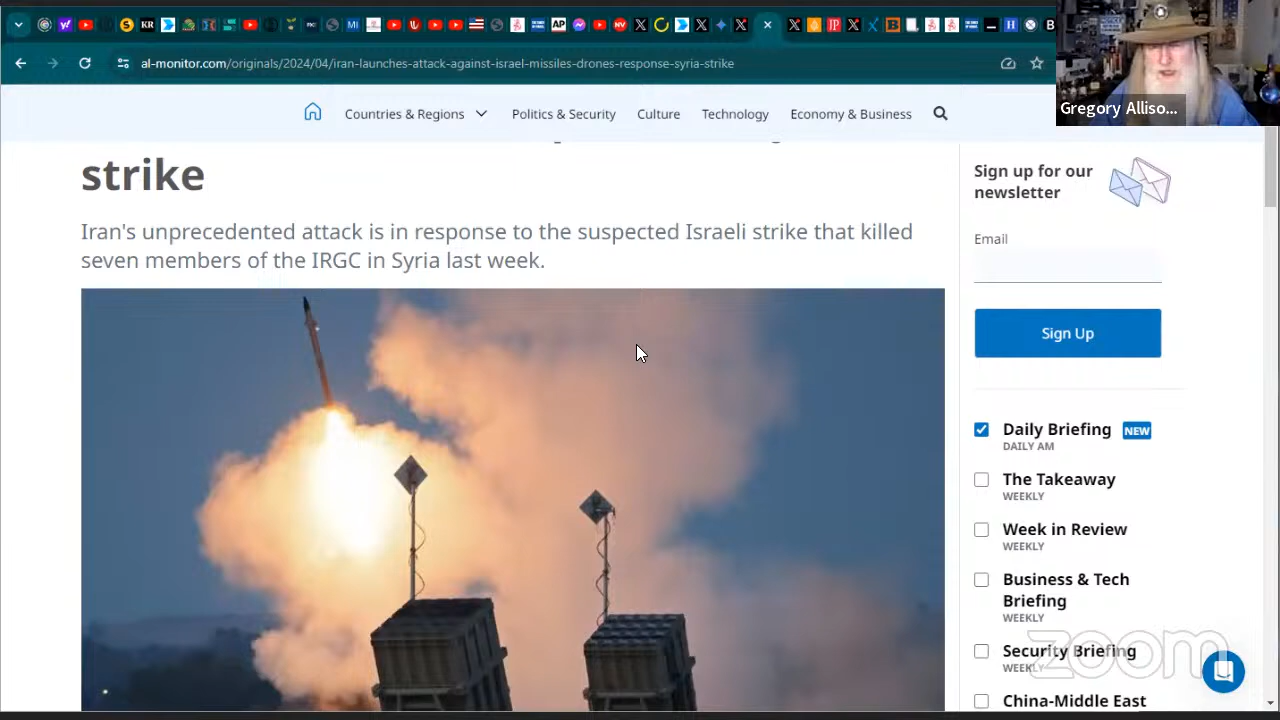 al-monitor.com/originals/2024/04/iran-launches-attack-against-israel-missiles-drones-response-syria-strike
Gregory Alliso...
Countries & Regions
Politics & Security
Culture
Technology
Economy & Business
strike
Iran's unprecedented attack is in response to the suspected Israeli strike that killed
seven members of the IRGC in Syria last week.
Sign up for our
newsletter
Email
Sign Up
Daily Briefing NEW
DAILY AM
The Takeaway
WEEKLY
Week in Review
WEEKLY
Business & Tech
Briefing
WEEKLY
Security Briefing
WEEKLY
China-Middle East
zoom